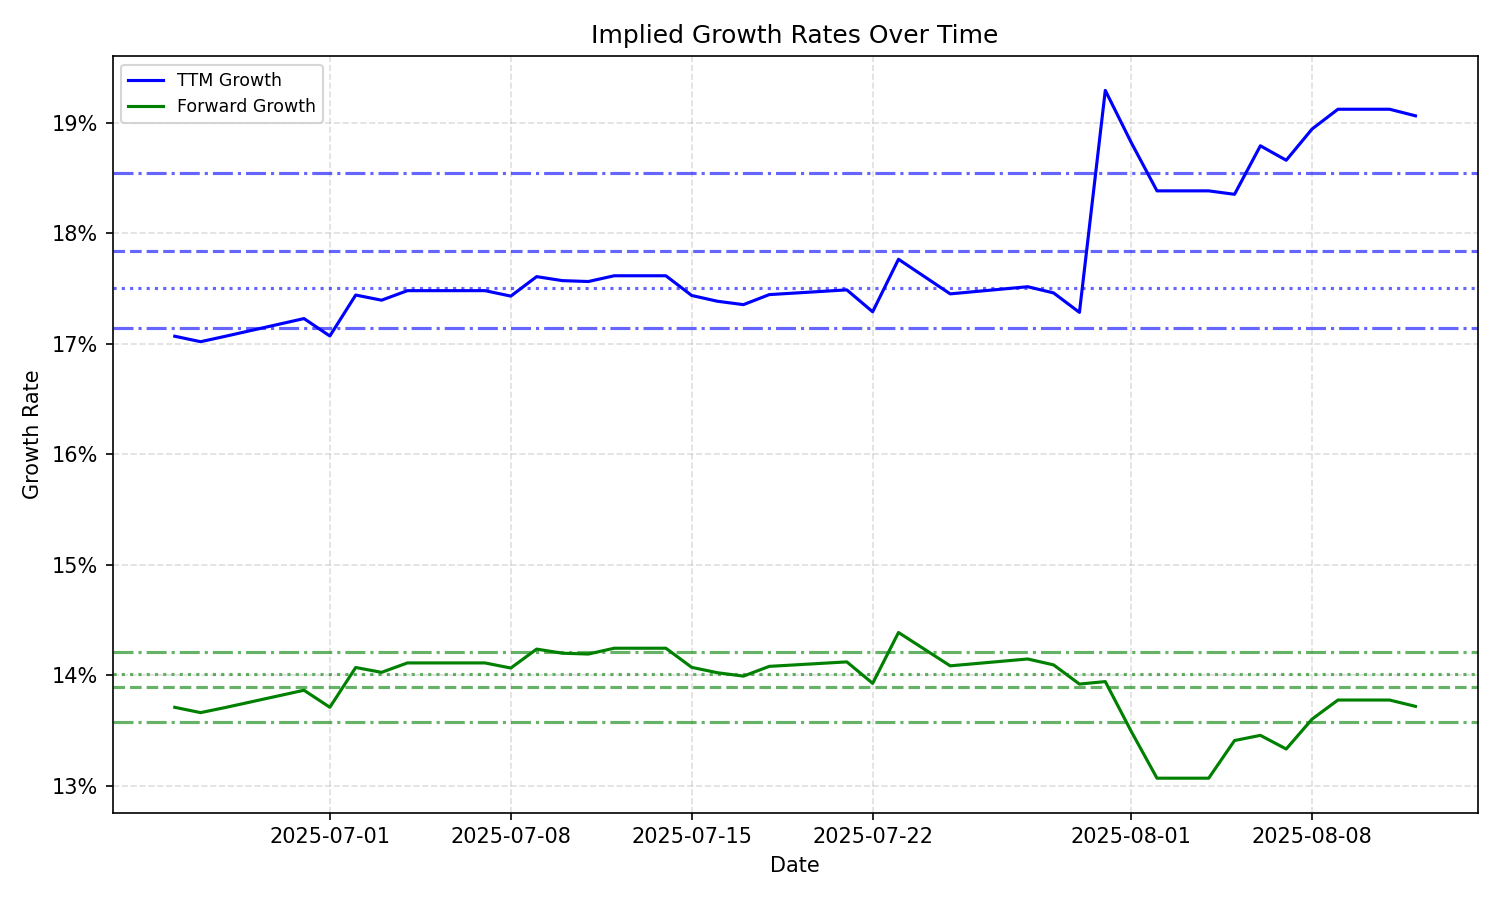 Implied Growth Rates Over Time
TTM Growth
Forward Growth
19%
18%
17%
16%
15%
14%
13%
Growth Rate
2025-07-01
2025-07-08
2025-07-15
2025-07-22
2025-08-01
2025-08-08
Date